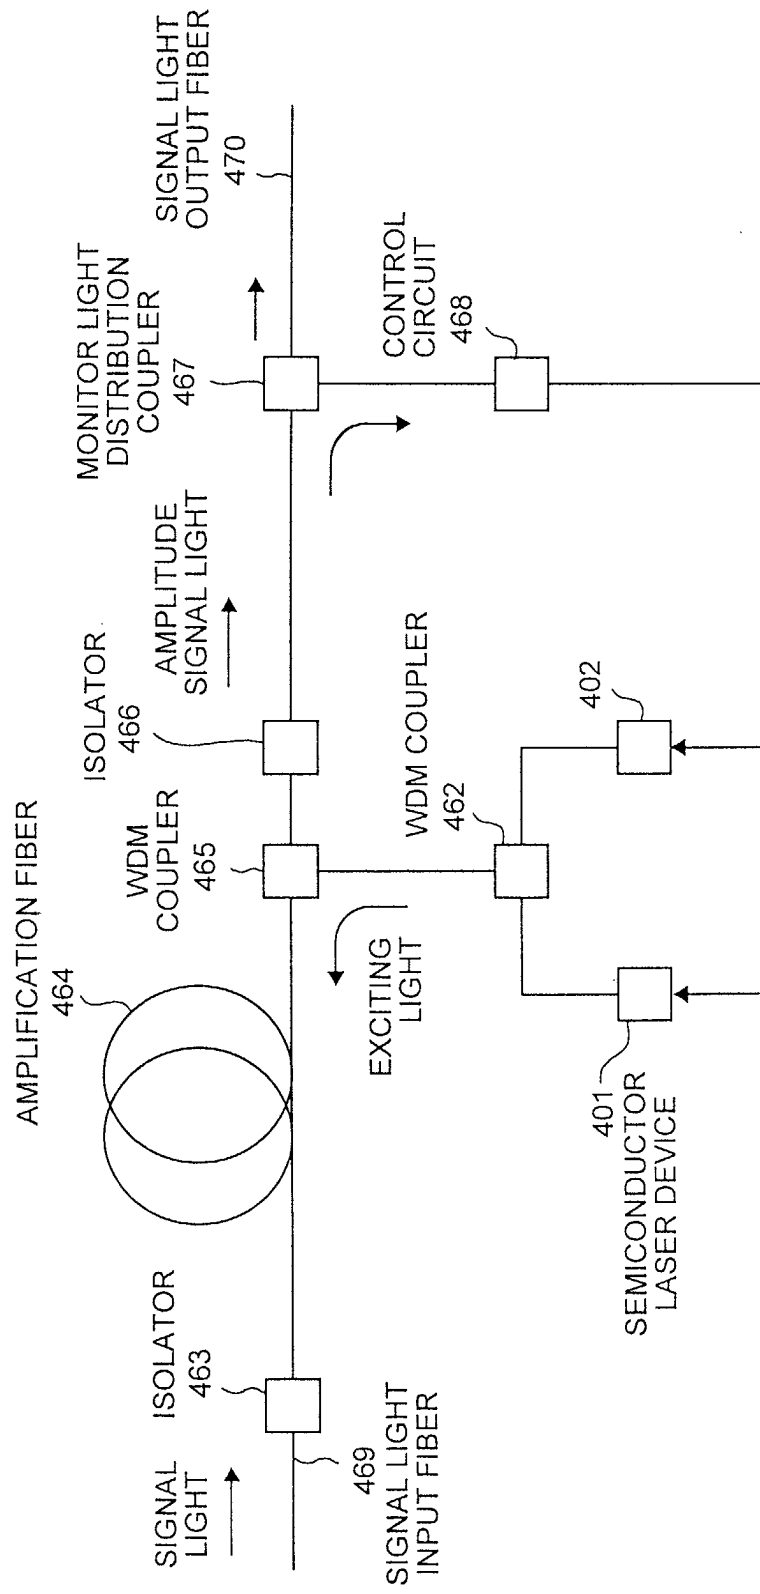 AMPLIFICATION FIBER
464
SIGNAL
LIGHT
ISOLATOR
463
WDM
COUPLER
465
ISOLATOR
466
AMPLITUDE
SIGNAL LIGHT
MONITOR LIGHT
DISTRIBUTION
COUPLER
467
SIGNAL LIGHT
OUTPUT FIBER
470
469
SIGNAL LIGHT
INPUT FIBER
EXCITING
LIGHT
WDM COUPLER
462
CONTROL
CIRCUIT
468
401
SEMICONDUCTOR
LASER DEVICE
402